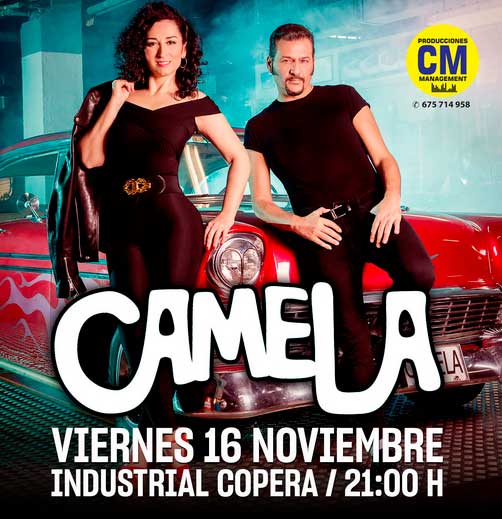 PRODUCCIONES
CM
MANAGEMENT
✆ 675 714 958
CAMELA
VIERNES 16 NOVIEMBRE
INDUSTRIAL COPERA / 21:00 H